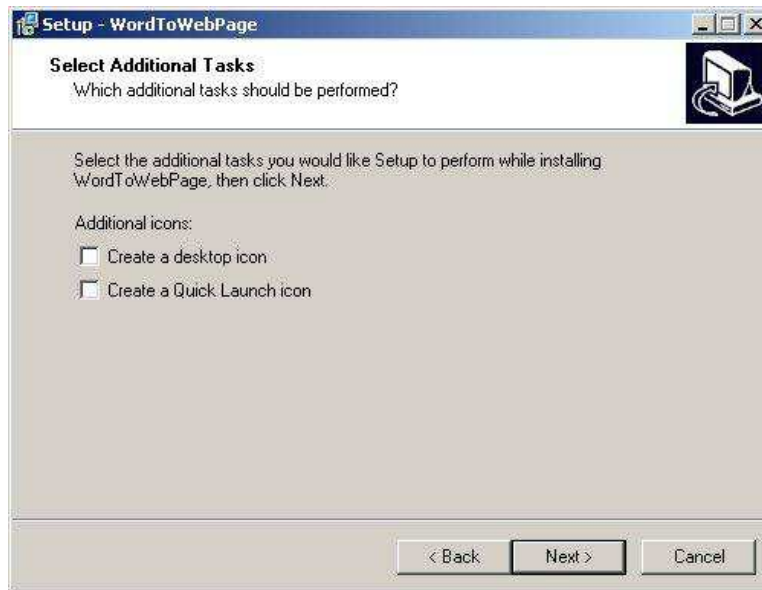 Setup - WordToWebPage
Select Additional Tasks
Which additional tasks should be performed?
Select the additional tasks you would like Setup to perform while installing
WordToWebPage, then click Next.
Additional icons:
Create a desktop icon
Create a Quick Launch icon
< Back Next > Cancel